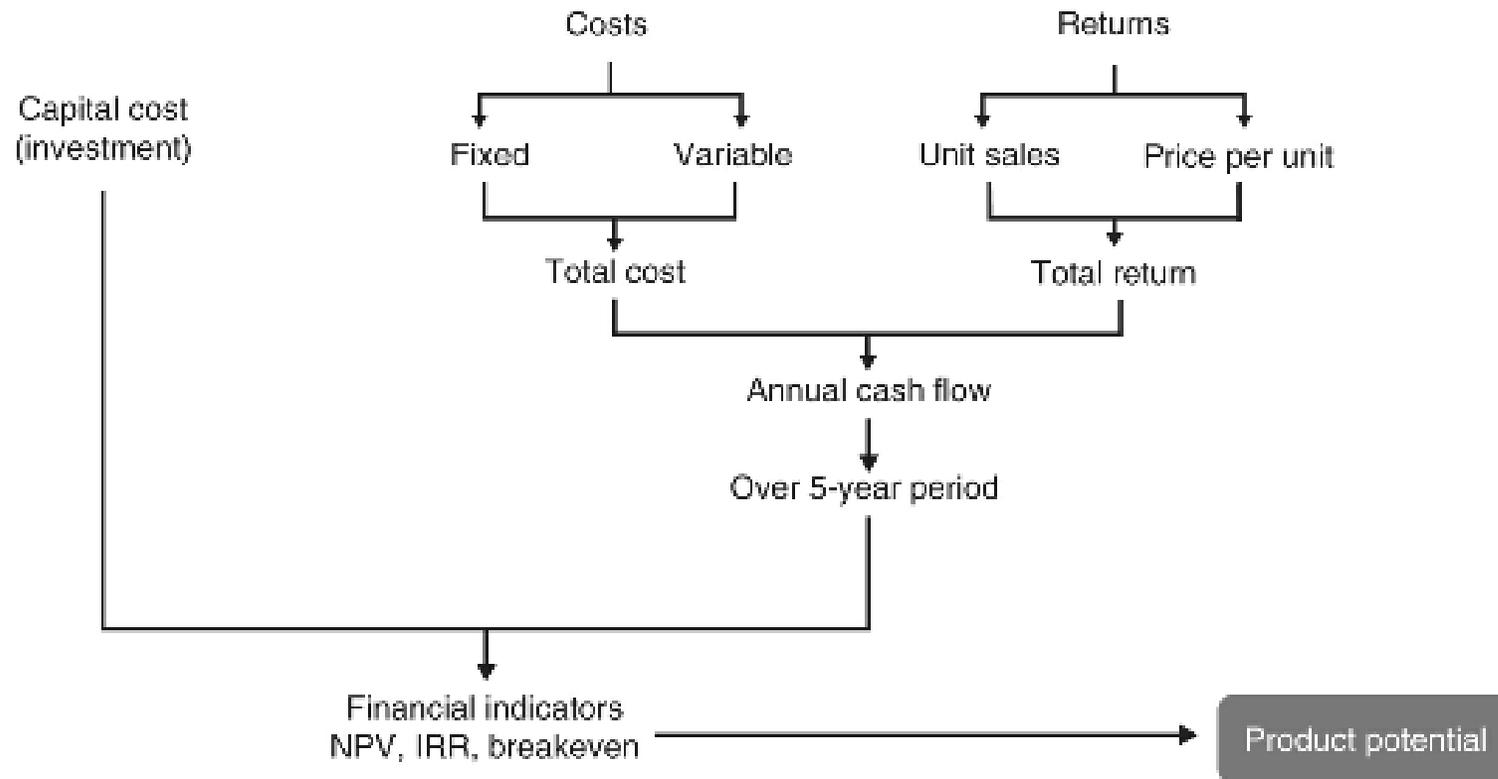 Costs
Returns
Capital cost
(investment)
Fixed
Variable
Unit sales
Price per unit
Total cost
Total return
Annual cash flow
Over 5-year period
Financial indicators
NPV, IRR, breakeven
Product potential